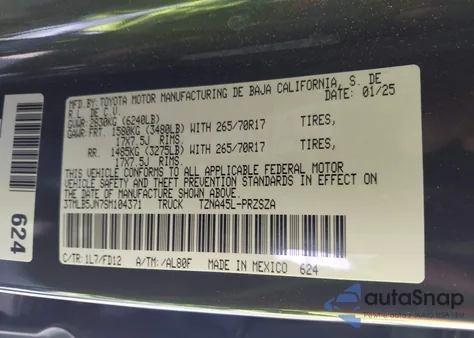 MFD. BY: TOYOTA MOTOR MANUFACTURING DE BAJA CALIFORNIA, S. DE
R.L. DE C.V. DATE: 01/25
GVWR: 2830KG (6240LB)
GAWR: FRT. 1580KG (3480LB) WITH 265/70R17 TIRES,
17X7.5J RIMS.
RR. 1485KG (3275LB) WITH 265/70R17 TIRES,
17X7.5J RIMS.
THIS VEHICLE CONFORMS TO ALL APPLICABLE FEDERAL MOTOR
VEHICLE SAFETY AND THEFT PREVENTION STANDARDS IN EFFECT ON
THE DATE OF MANUFACTURE SHOWN ABOVE.
3TMLB5JN7SM104371 TRUCK TZNA45L-PRZSZA
C/TR: 1L7/FD12 A/TM: /AL80F MADE IN MEXICO 624
624
autoSnap